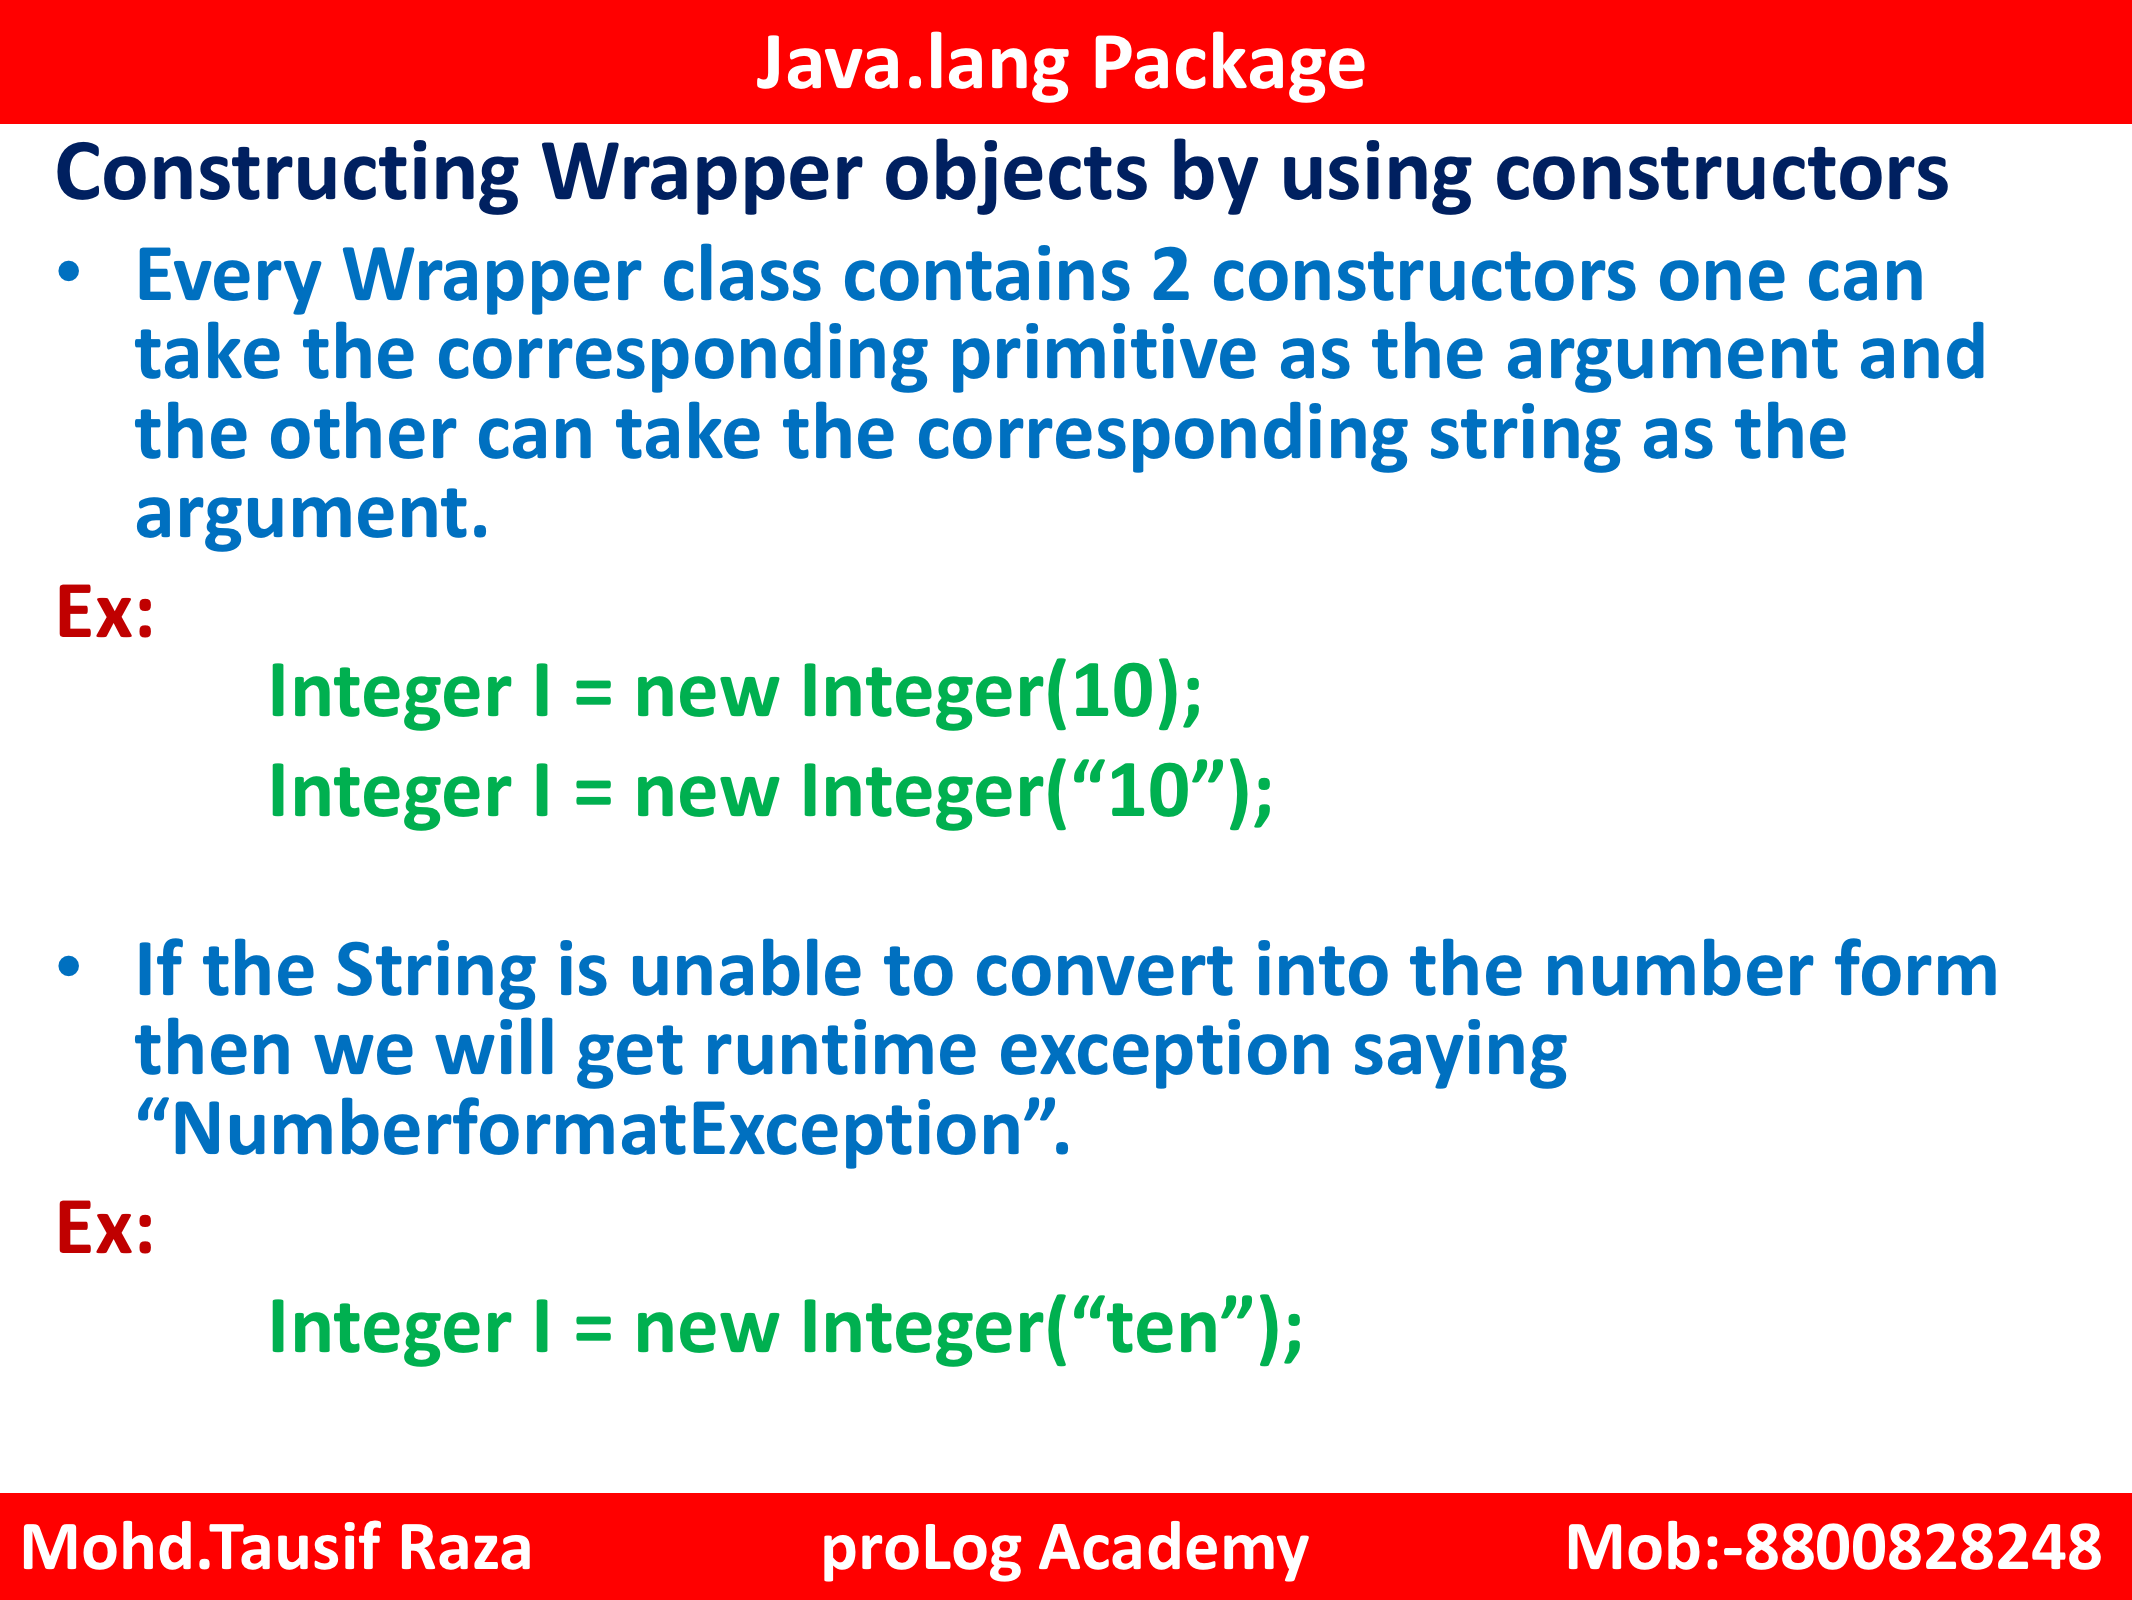 Java.lang Package
Constructing Wrapper objects by using constructors
• Every Wrapper class contains 2 constructors one can
take the corresponding primitive as the argument and
the other can take the corresponding string as the
argument.
Ex:
Integer I = new Integer(10);
Integer I = new Integer(“10”);
• If the String is unable to convert into the number form
then we will get runtime exception saying
“NumberformatException”.
Ex:
Integer I = new Integer(“ten”);
Mohd.Tausif Raza proLog Academy Mob:-8800828248